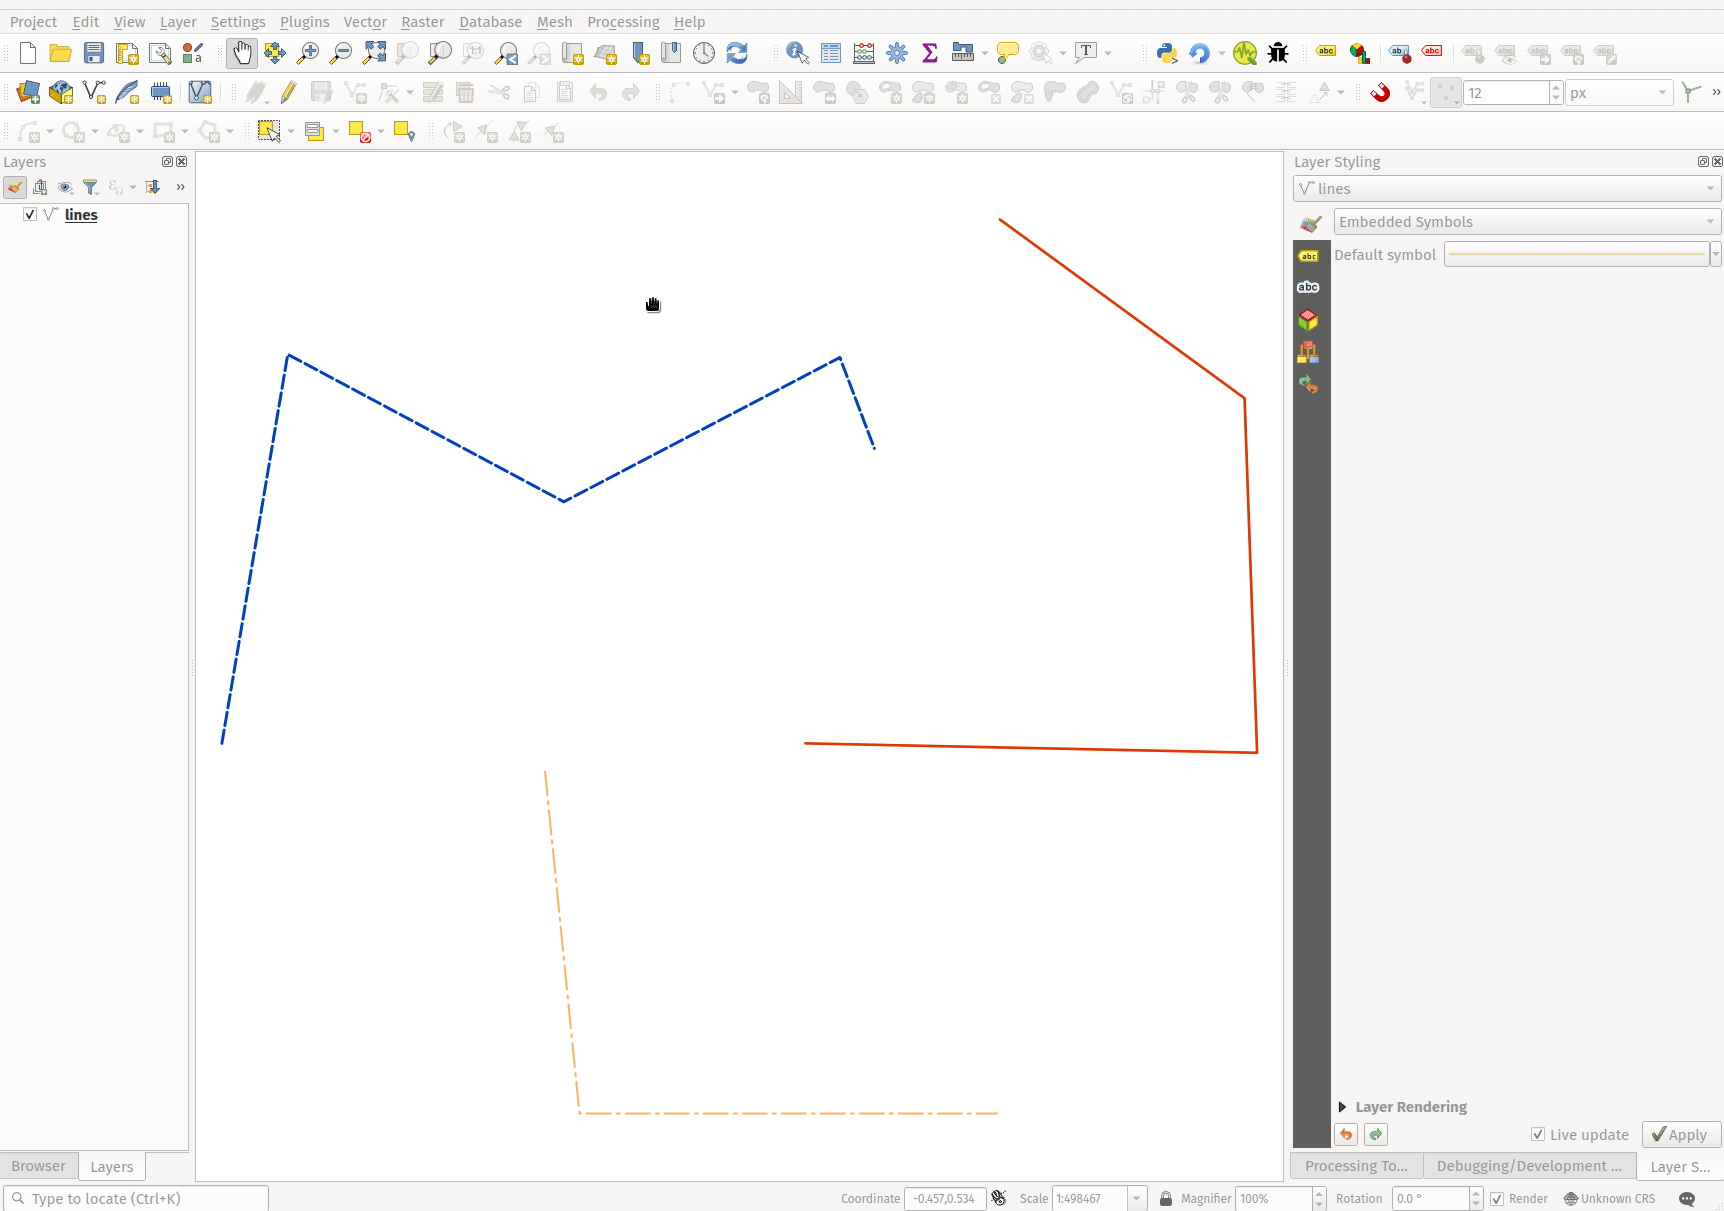 Project Edit View Layer Settings Plugins Vector Raster Database Mesh Processing Help
12 px
Layers
lines
Layer Styling
lines
Embedded Symbols
Default symbol
abc
abc
Layer Rendering
Live update Apply
Browser Layers
Processing To... Debugging/Development ... Layer S...
Type to locate (Ctrl+K) Coordinate -0.457,0.534 Scale 1:498467 Magnifier 100% Rotation 0.0 ° Render Unknown CRS